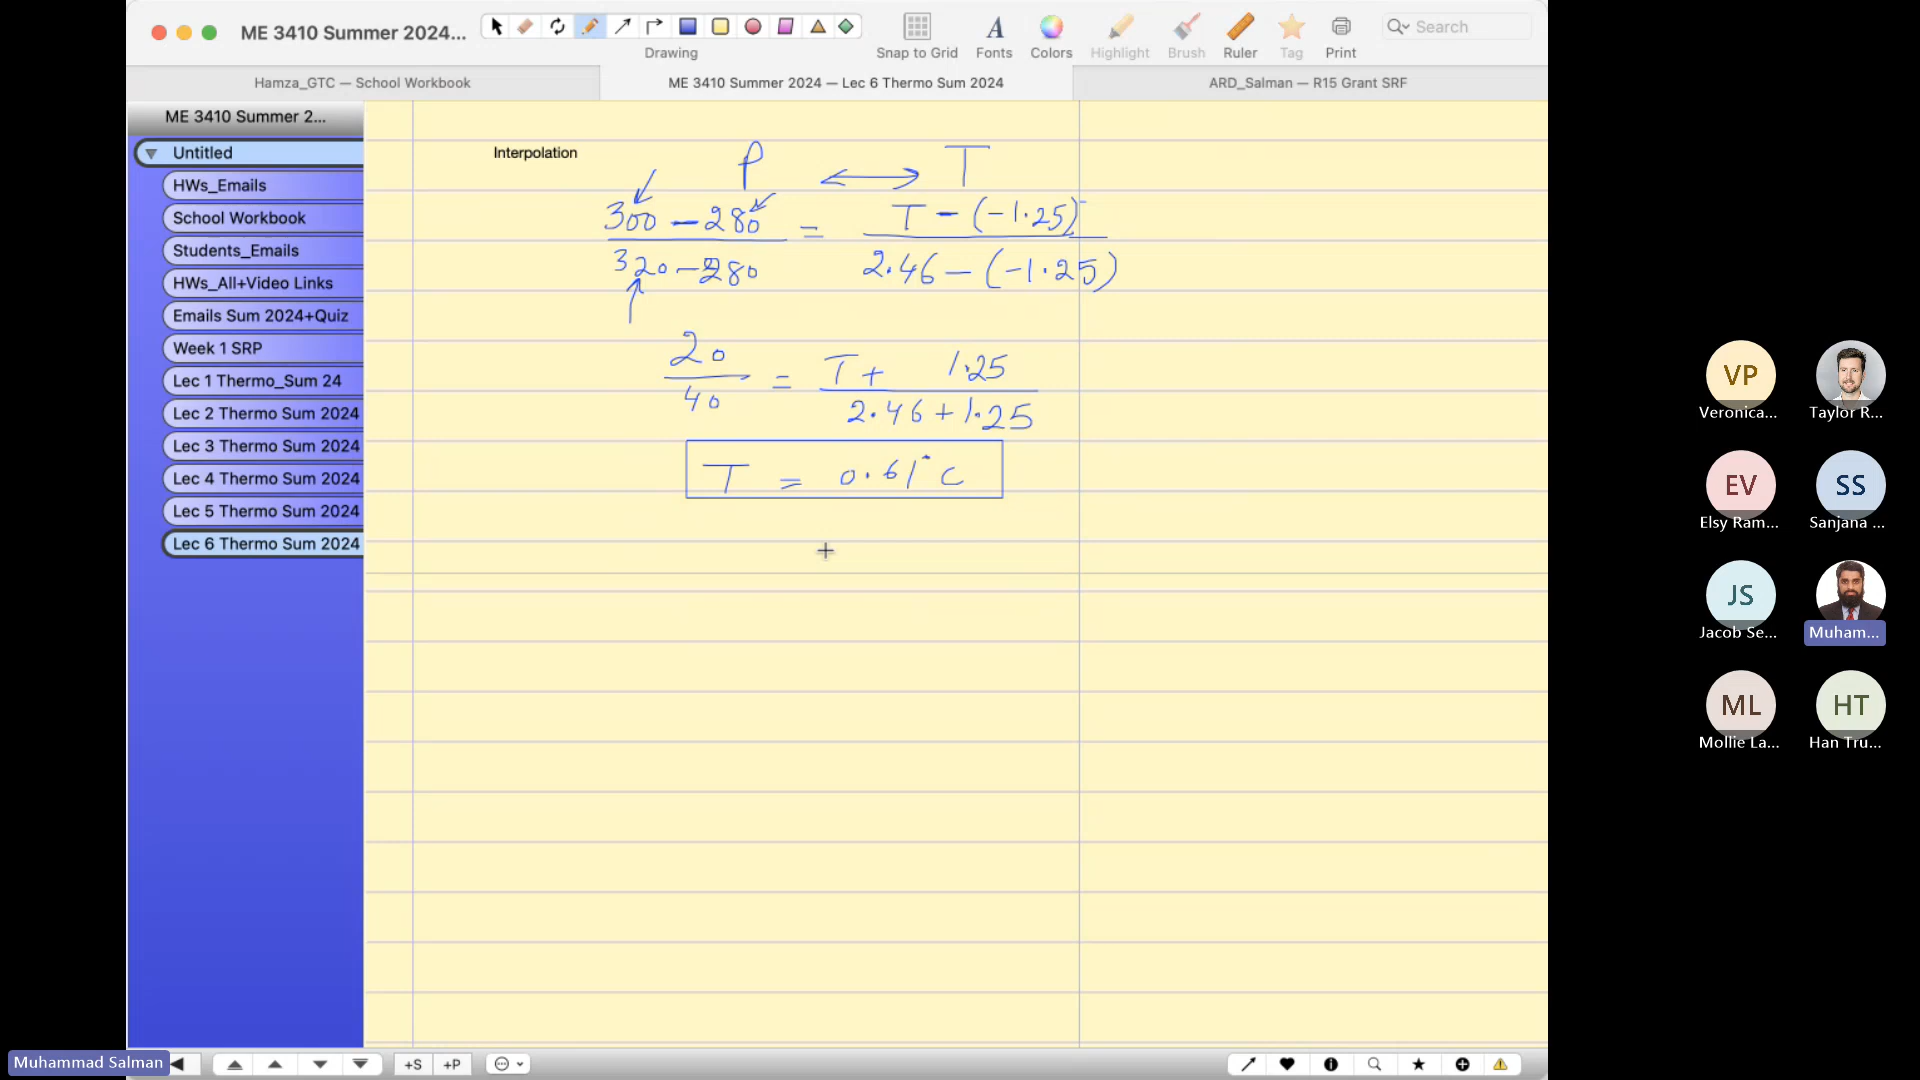 ME 3410 Summer 2024...
Drawing
Snap to Grid
Fonts
Colors
Highlight
Brush
Ruler
Tag
Print
Search
Hamza_GTC — School Workbook
ME 3410 Summer 2024 — Lec 6 Thermo Sum 2024
ARD_Salman — R15 Grant SRF
ME 3410 Summer 2...
Untitled
HWs_Emails
School Workbook
Students_Emails
HWs_All+Video Links
Emails Sum 2024+Quiz
Week 1 SRP
Lec 1 Thermo_Sum 24
Lec 2 Thermo Sum 2024
Lec 3 Thermo Sum 2024
Lec 4 Thermo Sum 2024
Lec 5 Thermo Sum 2024
Lec 6 Thermo Sum 2024
Interpolation
P ↔ T
300 - 280 = T - (-1.25)
320 - 280 2.46 - (-1.25)
20 = T + 1.25
40 2.46 + 1.25
T = 0.61°C
VP
Veronica...
Taylor R...
EV
Elsy Ram...
SS
Sanjana ...
JS
Jacob Se...
Muham...
ML
Mollie La...
HT
Han Tru...
Muhammad Salman
+S
+P